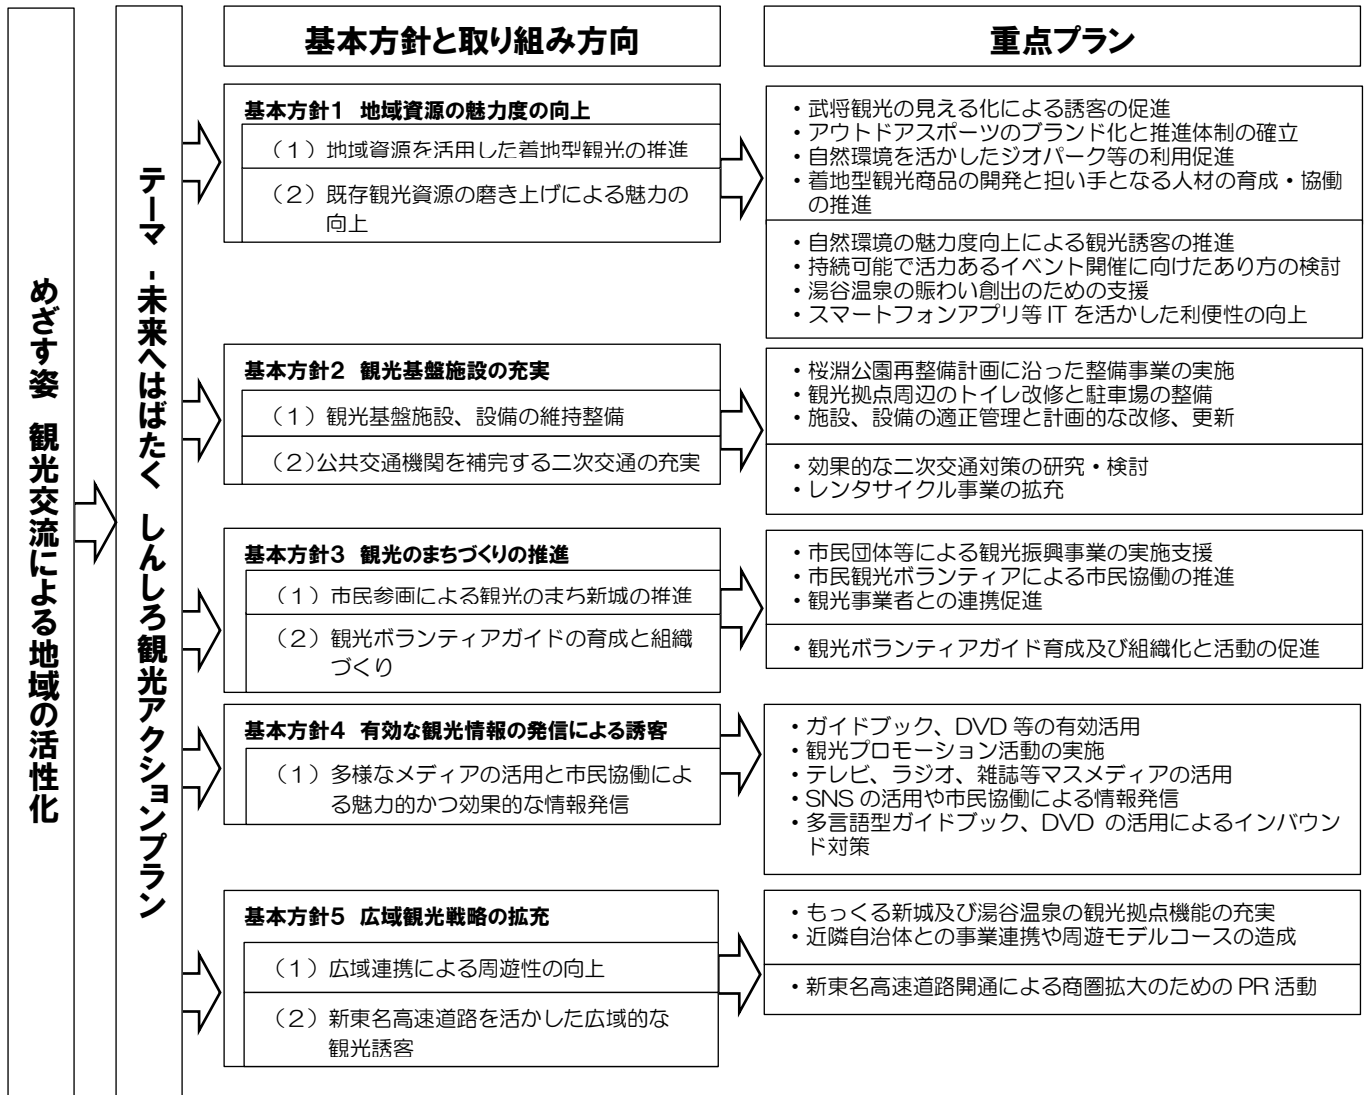 めざす姿 観光交流による地域の活性化
テーマ -未来へはばたく しんしろ観光アクションプラン
基本方針と取り組み方向
重点プラン
基本方針1 地域資源の魅力度の向上
（1）地域資源を活用した着地型観光の推進
（2）既存観光資源の磨き上げによる魅力の
向上
・武将観光の見える化による誘客の促進
・アウトドアスポーツのブランド化と推進体制の確立
・自然環境を活かしたジオパーク等の利用促進
・着地型観光商品の開発と担い手となる人材の育成・協働
の推進
・自然環境の魅力度向上による観光誘客の推進
・持続可能で活力あるイベント開催に向けたあり方の検討
・湯谷温泉の賑わい創出のための支援
・スマートフォンアプリ等 IT を活かした利便性の向上
基本方針2 観光基盤施設の充実
（1）観光基盤施設、設備の維持整備
（2）公共交通機関を補完する二次交通の充実
・桜淵公園再整備計画に沿った整備事業の実施
・観光拠点周辺のトイレ改修と駐車場の整備
・施設、設備の適正管理と計画的な改修、更新
・効果的な二次交通対策の研究・検討
・レンタサイクル事業の拡充
基本方針3 観光のまちづくりの推進
（1）市民参画による観光のまち新城の推進
（2）観光ボランティアガイドの育成と組織
づくり
・市民団体等による観光振興事業の実施支援
・市民観光ボランティアによる市民協働の推進
・観光事業者との連携促進
・観光ボランティアガイド育成及び組織化と活動の促進
基本方針4 有効な観光情報の発信による誘客
（1）多様なメディアの活用と市民協働によ
る魅力的かつ効果的な情報発信
・ガイドブック、DVD 等の有効活用
・観光プロモーション活動の実施
・テレビ、ラジオ、雑誌等マスメディアの活用
・SNS の活用や市民協働による情報発信
・多言語型ガイドブック、DVD の活用によるインバウン
ド対策
基本方針5 広域観光戦略の拡充
（1）広域連携による周遊性の向上
（2）新東名高速道路を活かした広域的な
観光誘客
・もっくる新城及び湯谷温泉の観光拠点機能の充実
・近隣自治体との事業連携や周遊モデルコースの造成
・新東名高速道路開通による商圏拡大のための PR 活動